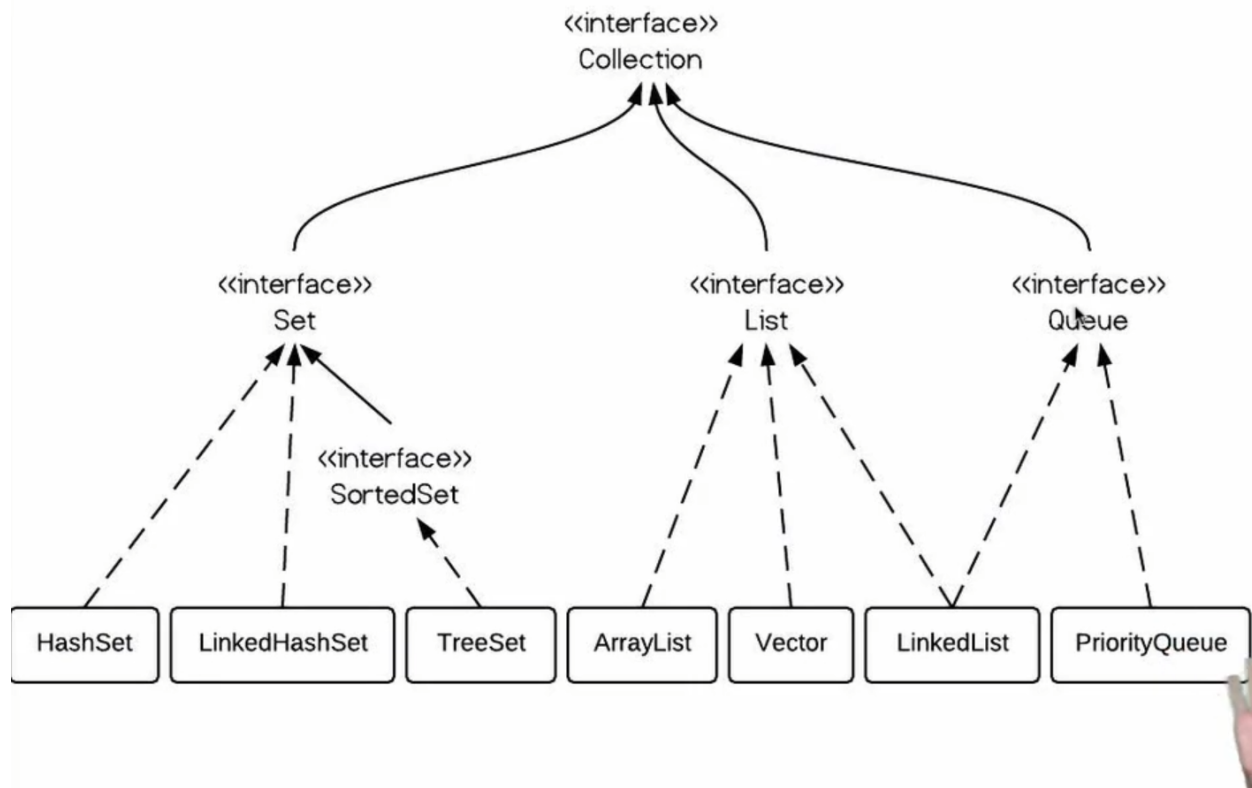 <<interface>>
Collection
<<interface>>
Set
<<interface>>
List
<<interface>>
Queue
<<interface>>
SortedSet
HashSet
LinkedHashSet
TreeSet
ArrayList
Vector
LinkedList
PriorityQueue